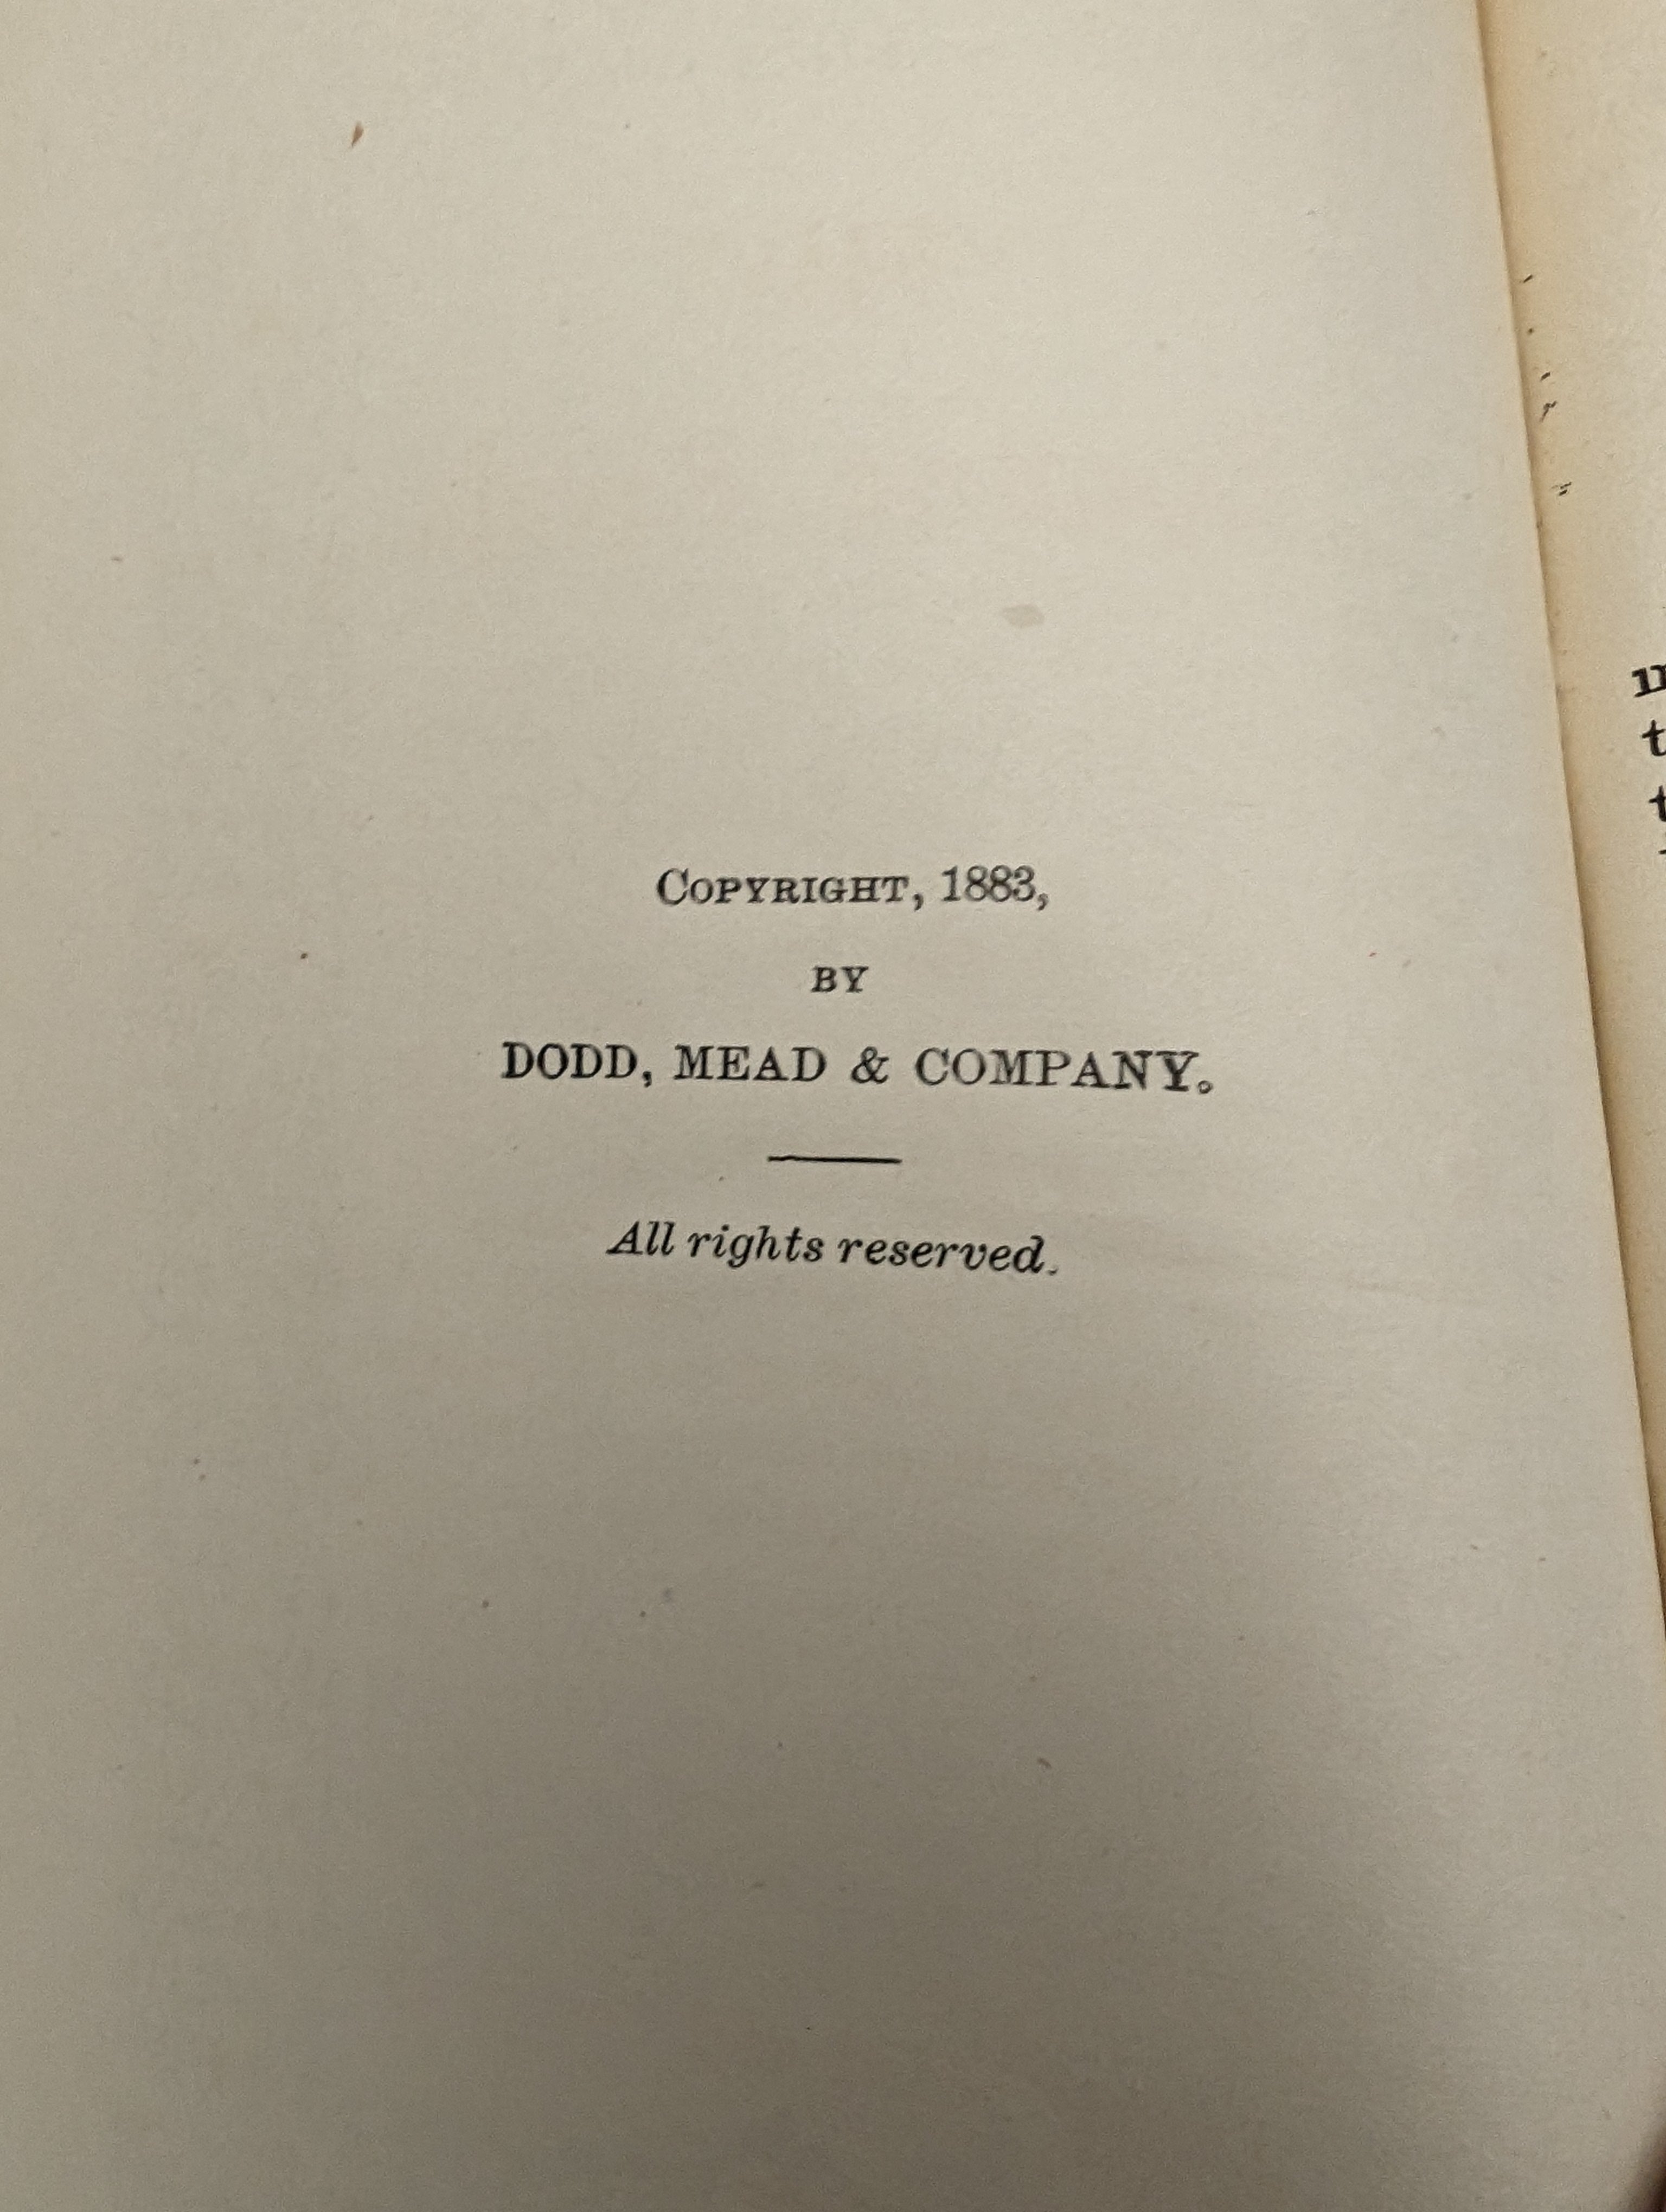 COPYRIGHT, 1883,
BY
DODD, MEAD & COMPANY.
All rights reserved.
t
t